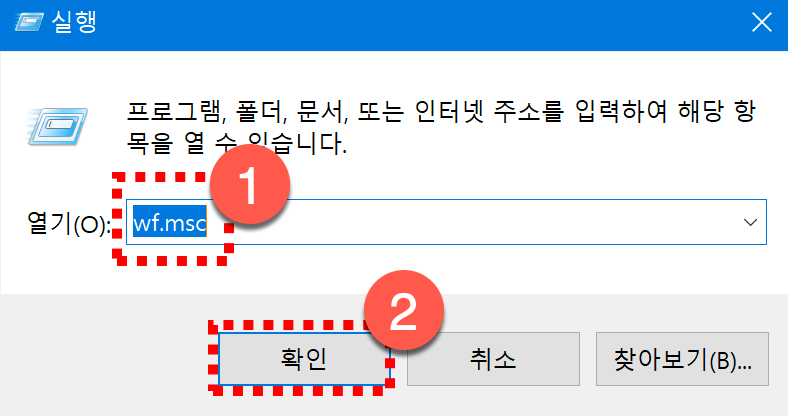 실행
프로그램, 폴더, 문서, 또는 인터넷 주소를 입력하여 해당 항
목을 열 수 있습니다.
1
열기(O): wf.msc
2
확인 취소 찾아보기(B)...